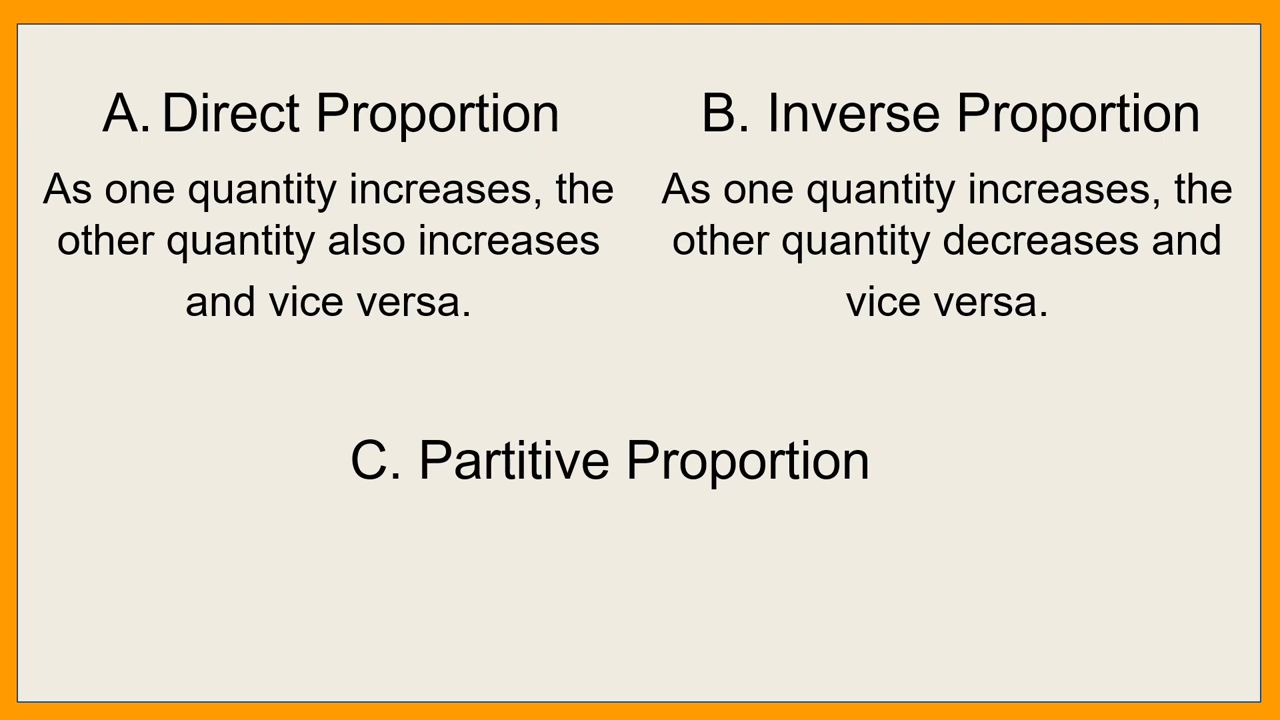 A. Direct Proportion
As one quantity increases, the
other quantity also increases
and vice versa.
B. Inverse Proportion
As one quantity increases, the
other quantity decreases and
vice versa.
C. Partitive Proportion